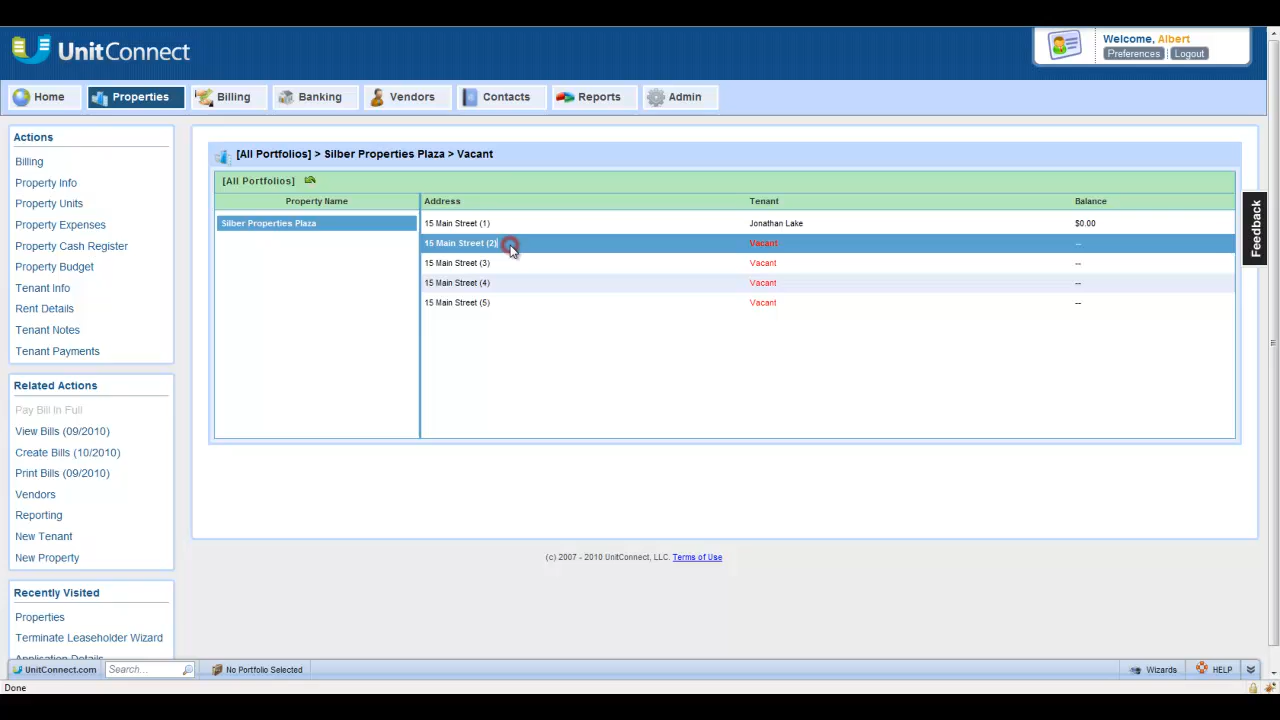 UnitConnect
Welcome, Albert
Preferences Logout
Home Properties Billing Banking Vendors Contacts Reports Admin
Actions
Billing
Property Info
Property Units
Property Expenses
Property Cash Register
Property Budget
Tenant Info
Rent Details
Tenant Notes
Tenant Payments
Related Actions
Pay Bill In Full
View Bills (09/2010)
Create Bills (10/2010)
Print Bills (09/2010)
Vendors
Reporting
New Tenant
New Property
Recently Visited
Properties
Terminate Leaseholder Wizard
Application Details
[All Portfolios] > Silber Properties Plaza > Vacant
[All Portfolios]
Property Name Address Tenant Balance
Silber Properties Plaza 15 Main Street (1) Jonathan Lake $0.00
15 Main Street (2) Vacant --
15 Main Street (3) Vacant --
15 Main Street (4) Vacant --
15 Main Street (5) Vacant --
Feedback
(c) 2007 - 2010 UnitConnect, LLC. Terms of Use
UnitConnect.com Search... No Portfolio Selected Wizards HELP
Done